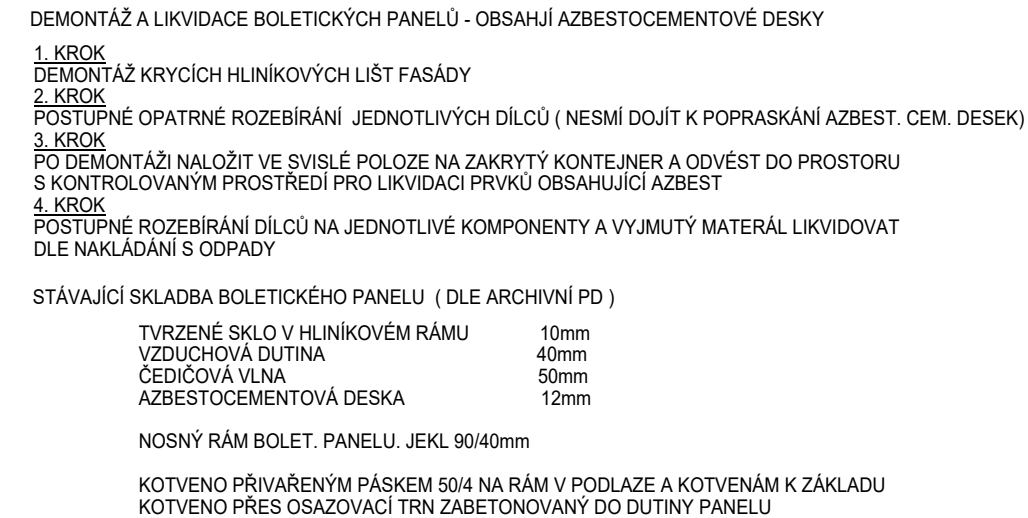 DEMONTÁŽ A LIKVIDACE BOLETICKÝCH PANELŮ - OBSAHJÍ AZBESTOCEMENTOVÉ DESKY
1. KROK
DEMONTÁŽ KRYCÍCH HLINÍKOVÝCH LIŠT FASÁDY
2. KROK
POSTUPNÉ OPATRNÉ ROZEBÍRÁNÍ JEDNOTLIVÝCH DÍLCŮ ( NESMÍ DOJÍT K POPRASKÁNÍ AZBEST. CEM. DESEK)
3. KROK
PO DEMONTÁŽI NALOŽIT VE SVISLÉ POLOZE NA ZAKRYTÝ KONTEJNER A ODVÉST DO PROSTORU
S KONTROLOVANÝM PROSTŘEDÍ PRO LIKVIDACI PRVKŮ OBSAHUJÍCÍ AZBEST
4. KROK
POSTUPNÉ ROZEBÍRÁNÍ DÍLCŮ NA JEDNOTLIVÉ KOMPONENTY A VYJMUTÝ MATERÁL LIKVIDOVAT
DLE NAKLÁDÁNÍ S ODPADY
STÁVAJÍCÍ SKLADBA BOLETICKÉHO PANELU ( DLE ARCHIVNÍ PD )
TVRZENÉ SKLO V HLINÍKOVÉM RÁMU 10mm
VZDUCHOVÁ DUTINA 40mm
ČEDIČOVÁ VLNA 50mm
AZBESTOCEMENTOVÁ DESKA 12mm
NOSNÝ RÁM BOLET. PANELU. JEKL 90/40mm
KOTVENO PŘIVAŘENÝM PÁSKEM 50/4 NA RÁM V PODLAZE A KOTVENÁM K ZÁKLADU
KOTVENO PŘES OSAZOVACÍ TRN ZABETONOVANÝ DO DUTINY PANELU